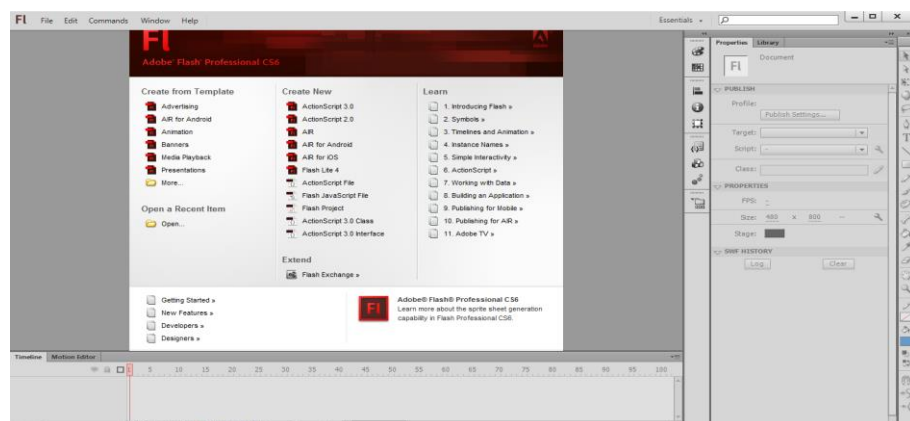 Fl File Edit Commands Window Help Essentials
Fl
Adobe® Flash® Professional CS6
Adobe
Create from Template
Advertising
AIR for Android
Animation
Banners
Media Playback
Presentations
More...
Open a Recent Item
Open...
Create New
ActionScript 3.0
ActionScript 2.0
AIR
AIR for Android
AIR for iOS
Flash Lite 4
ActionScript File
Flash JavaScript File
Flash Project
ActionScript 3.0 Class
ActionScript 3.0 Interface
Extend
Flash Exchange »
Learn
1. Introducing Flash »
2. Symbols »
3. Timelines and Animation »
4. Instance Names »
5. Simple Interactivity »
6. ActionScript »
7. Working with Data »
8. Building an Application »
9. Publishing for Mobile »
10. Publishing for AIR »
11. Adobe TV »
Getting Started »
New Features »
Developers »
Designers »
Fl
Adobe® Flash® Professional CS6
Learn more about the sprite sheet generation
capability in Flash Professional CS6.
Properties Library
Fl Document
PUBLISH
Profile:
Publish Settings...
Target:
Script: -
Class:
PROPERTIES
FPS: -
Size: 480 x 800
Stage:
SWF HISTORY
Log Clear
Timeline Motion Editor
1 5 10 15 20 25 30 35 40 45 50 55 60 65 70 75 80 85 90 95 100